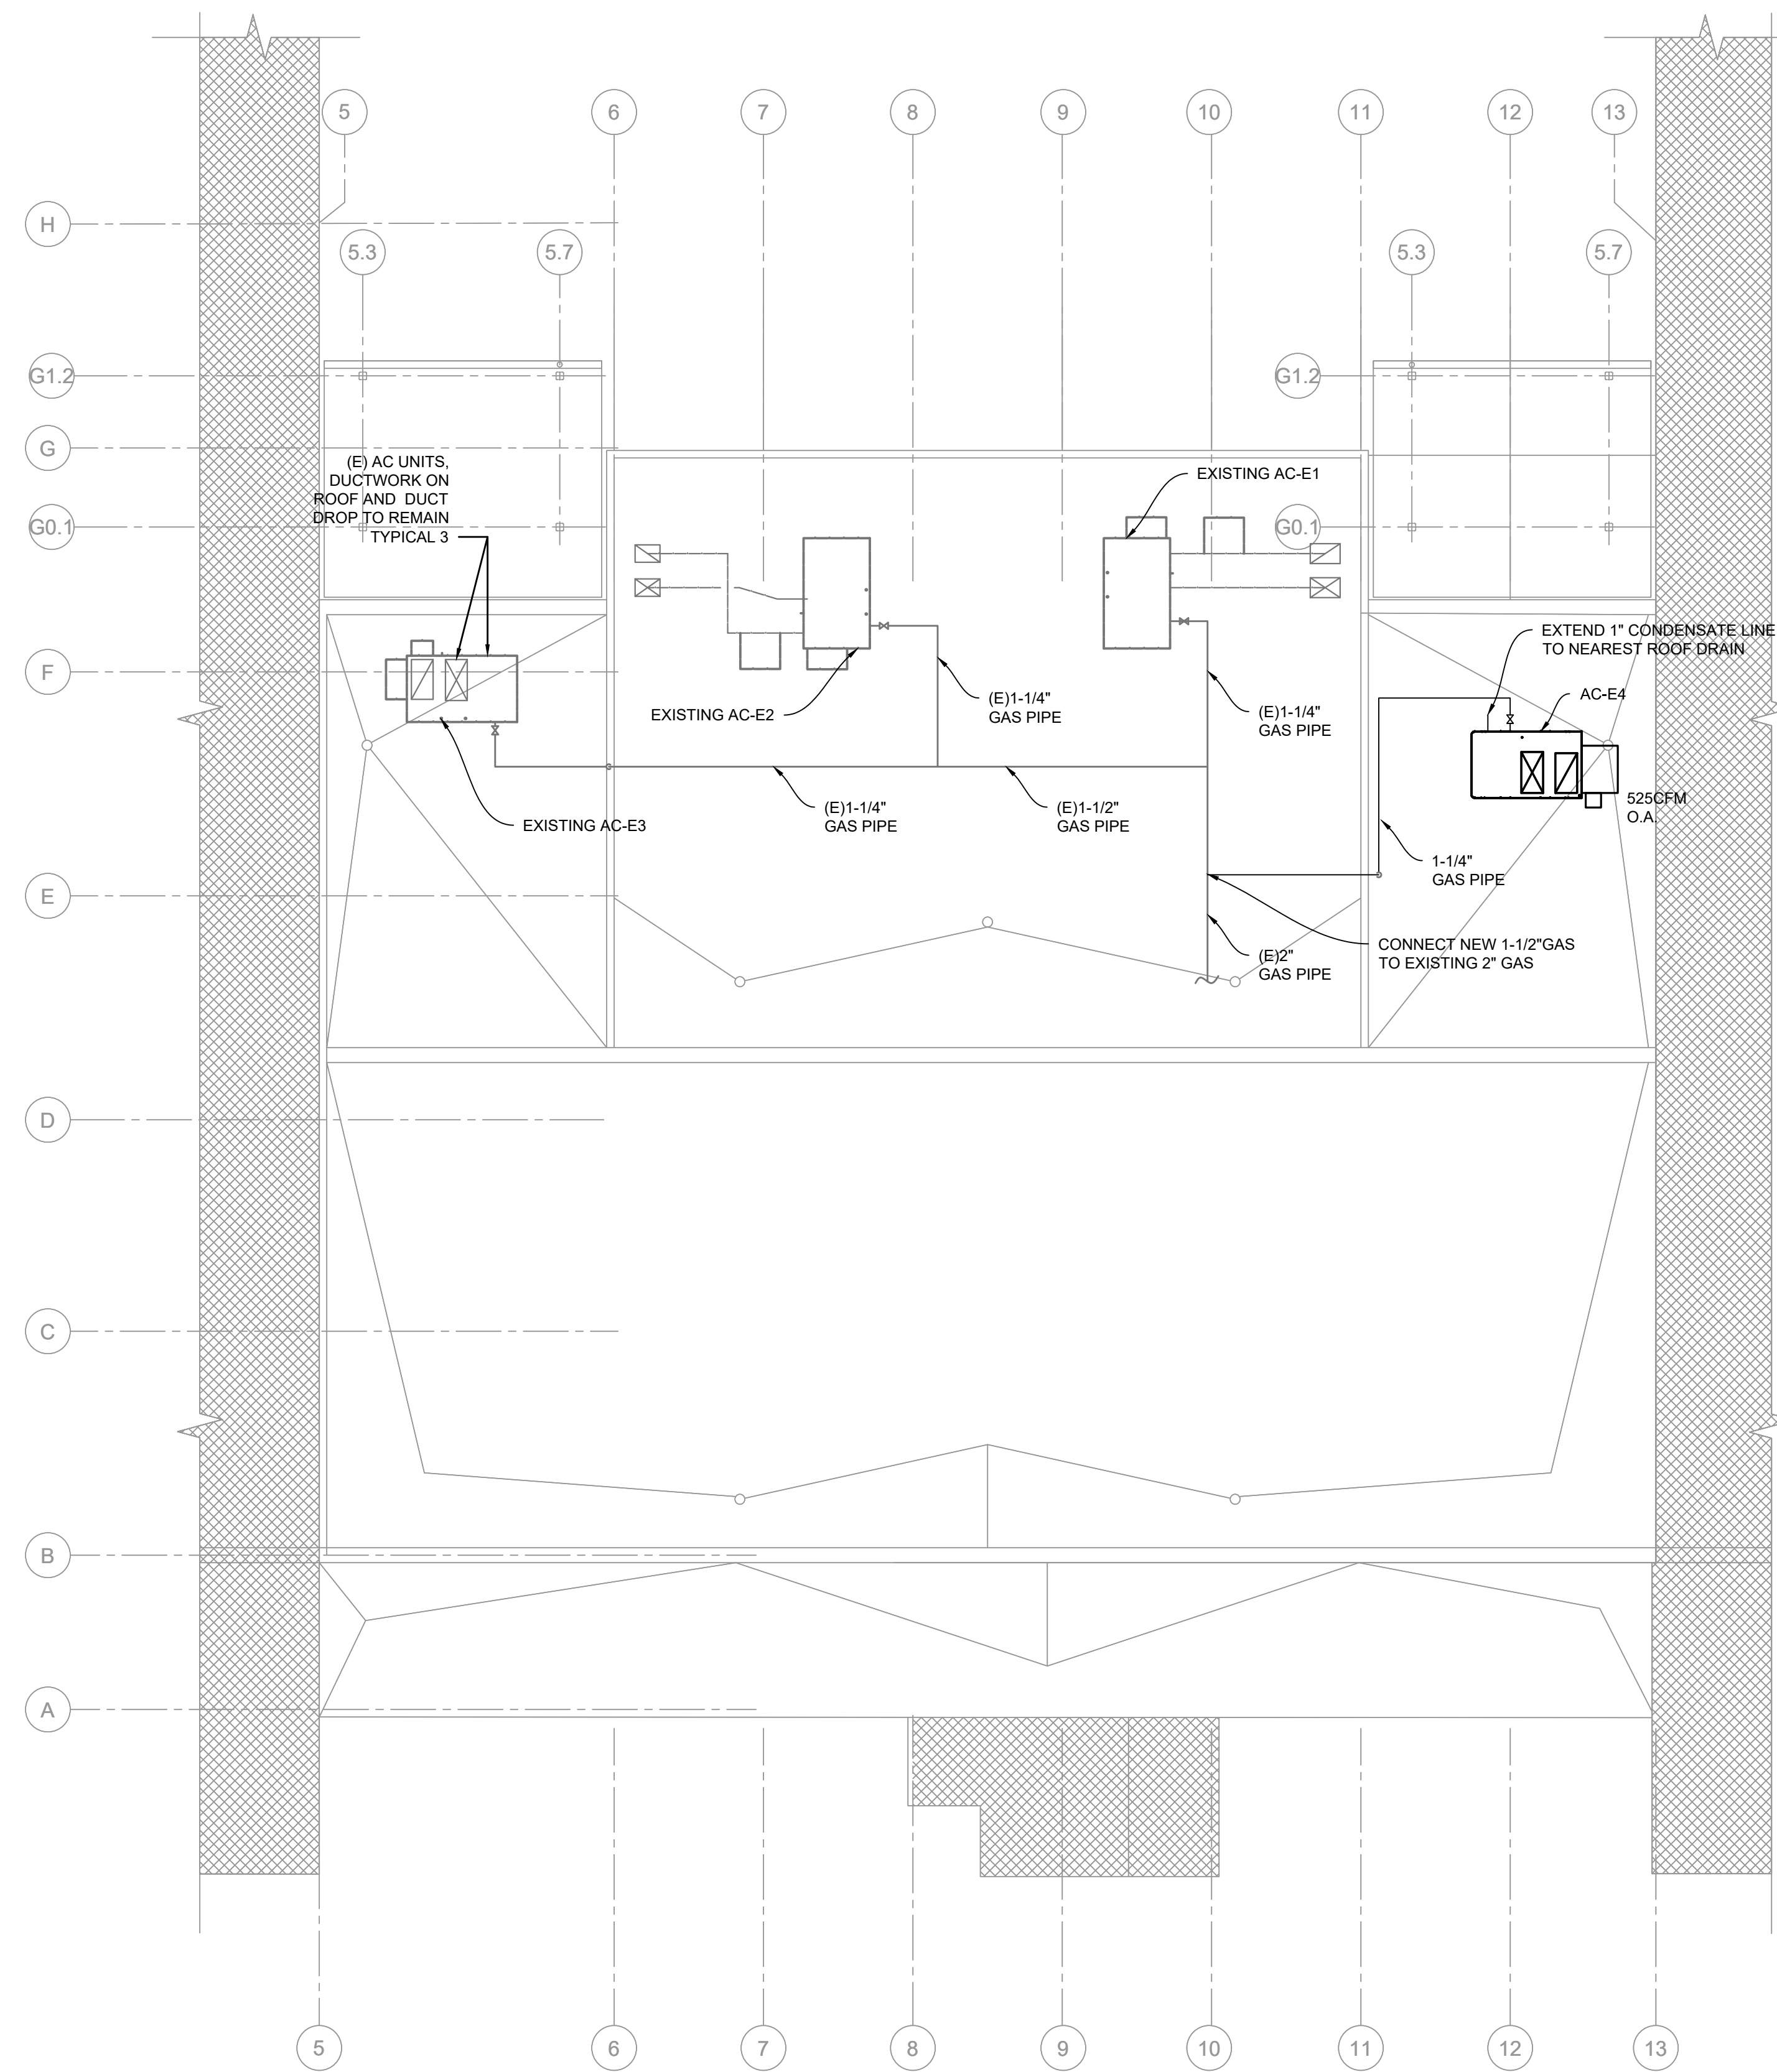 5
6
7
8
9
10
11
12
13
H
5.3
5.7
5.3
5.7
G1.2
G1.2
G
(E) AC UNITS,
DUCTWORK ON
ROOF AND DUCT
DROP TO REMAIN
TYPICAL 3
EXISTING AC-E1
G0.1
G0.1
EXTEND 1" CONDENSATE LINE
TO NEAREST ROOF DRAIN
F
EXISTING AC-E2
(E)1-1/4"
GAS PIPE
(E)1-1/4"
GAS PIPE
AC-E4
EXISTING AC-E3
(E)1-1/4"
GAS PIPE
(E)1-1/2"
GAS PIPE
525CFM
O.A.
1-1/4"
GAS PIPE
E
(E)2"
GAS PIPE
CONNECT NEW 1-1/2"GAS
TO EXISTING 2" GAS
D
C
B
A
5
6
7
8
9
10
11
12
13